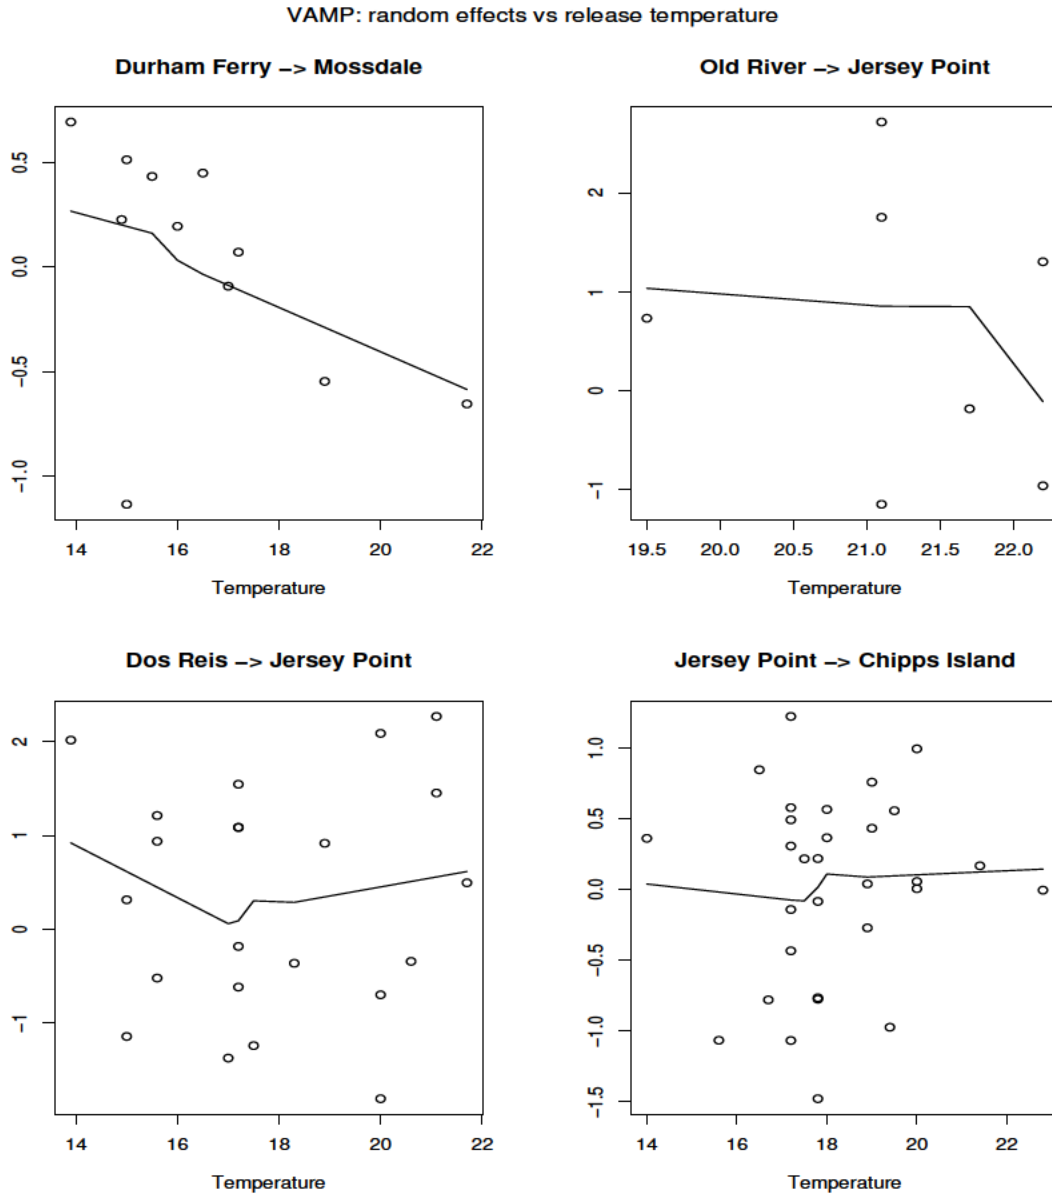 VAMP: random effects vs release temperature
Durham Ferry −> Mossdale
0.5
0.0
−0.5
−1.0
14 16 18 20 22
Temperature
Old River −> Jersey Point
2
1
0
−1
19.5 20.0 20.5 21.0 21.5 22.0
Temperature
Dos Reis −> Jersey Point
2
1
0
−1
14 16 18 20 22
Temperature
Jersey Point −> Chipps Island
1.0
0.5
0.0
−0.5
−1.0
−1.5
14 16 18 20 22
Temperature